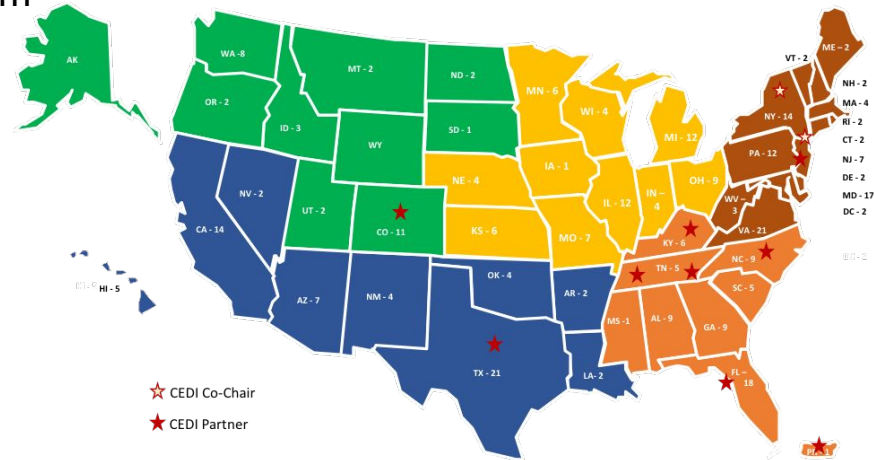 AK
WA -8
OR - 2
ID - 3
MT - 2
WY
ND - 2
SD - 1
UT - 2
CO - 11
CA - 14
NV - 2
AZ - 7
NM - 4
OK - 4
TX - 21
AR - 2
LA- 2
HI - 5
MN - 6
WI - 4
MI - 12
IA - 1
NE - 4
KS - 6
MO - 7
IL - 12
IN –
4
OH - 9
KY - 6
TN - 5
MS -1
AL - 9
GA - 9
NC - 9
SC - 5
FL –
18
VT - 2
ME – 2
NH - 2
MA - 4
RI - 2
CT - 2
NJ - 7
DE - 2
MD - 17
DC - 2
NY - 14
PA - 12
WV –
3
VA - 21
CEDI Co-Chair
CEDI Partner